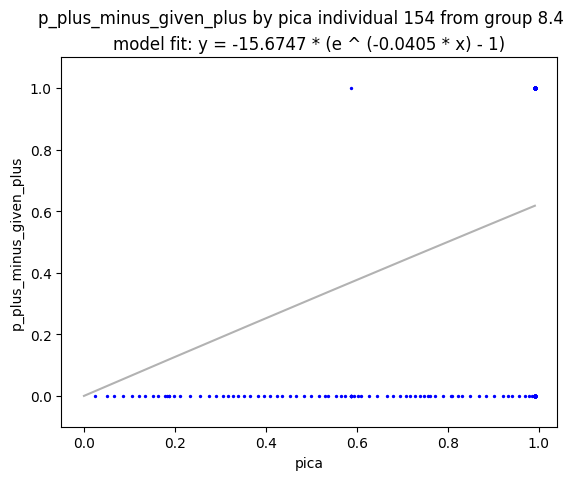 p_plus_minus_given_plus by pica individual 154 from group 8.4
model fit: y = -15.6747 * (e ^ (-0.0405 * x) - 1)
1.0
0.8
0.6
0.4
0.2
0.0
p_plus_minus_given_plus
0.0 0.2 0.4 0.6 0.8 1.0
pica